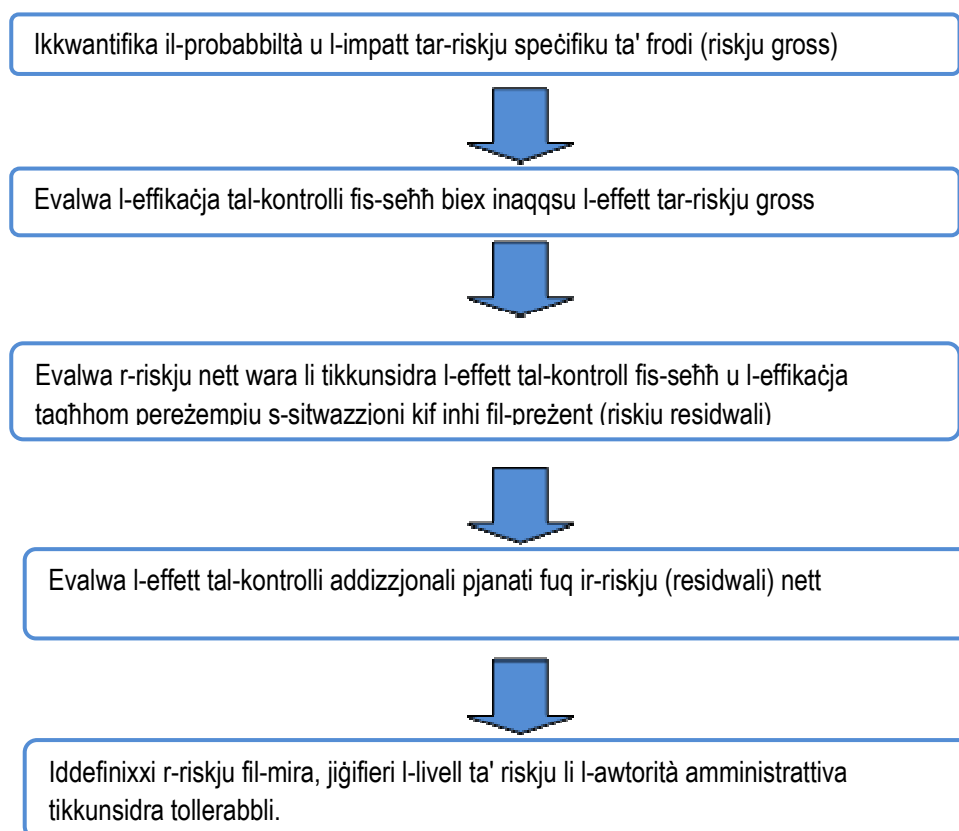 Ikkwantifika il-probabbiltà u l-impatt tar-riskju speċifiku ta' frodi (riskju gross)
Evalwa l-effikaċja tal-kontrolli fis-seħħ biex inaqqsu l-effett tar-riskju gross
Evalwa r-riskju nett wara li tikkunsidra l-effett tal-kontroll fis-seħħ u l-effikaċja
tagħhom pereżempju s-sitwazzjoni kif inhi fil-preżent (riskju residwali)
Evalwa l-effett tal-kontrolli addizzjonali pjanati fuq ir-riskju (residwali) nett
Iddefinixxi r-riskju fil-mira, jiġifieri l-livell ta' riskju li l-awtorità amministrattiva
tikkunsidra tollerabbli.